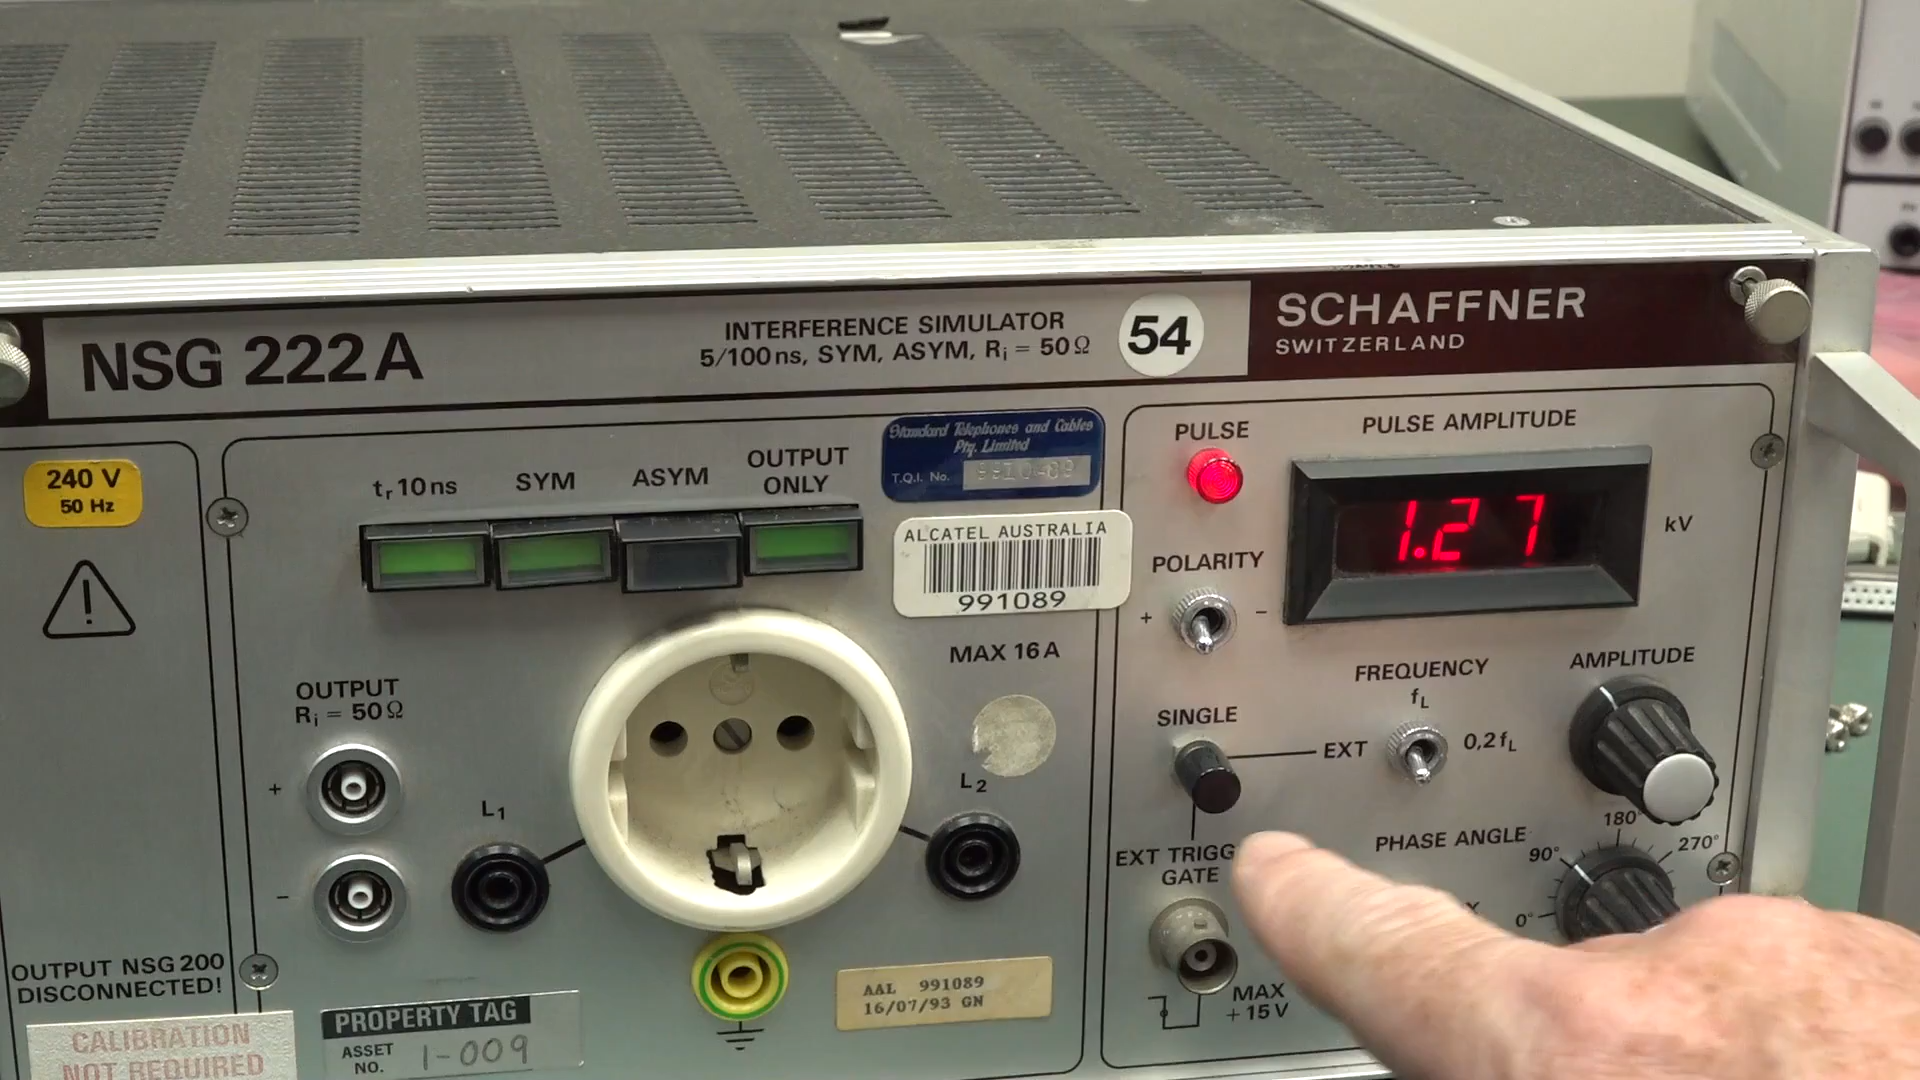 NSG 222A
INTERFERENCE SIMULATOR
5/100ns, SYM, ASYM, Ri = 50Ω
54
SCHAFFNER
SWITZERLAND
240 V
50 Hz
!
OUTPUT NSG 200
DISCONNECTED!
CALIBRATION
NOT REQUIRED
tr 10 ns
SYM
ASYM
OUTPUT
ONLY
Standard Telephones and Cables
Pty. Limited
T.Q.I. No.
ALCATEL AUSTRALIA
991089
MAX 16 A
OUTPUT
Ri = 50Ω
+
−
L1
L2
PROPERTY TAG
ASSET
NO.
1-009
AAL 991089
16/07/93 GN
PULSE
PULSE AMPLITUDE
1.27
kV
POLARITY
+
−
FREQUENCY
fL
0,2 fL
AMPLITUDE
SINGLE
EXT
EXT TRIGG
GATE
MAX
+ 15 V
PHASE ANGLE
0°
90°
180°
270°